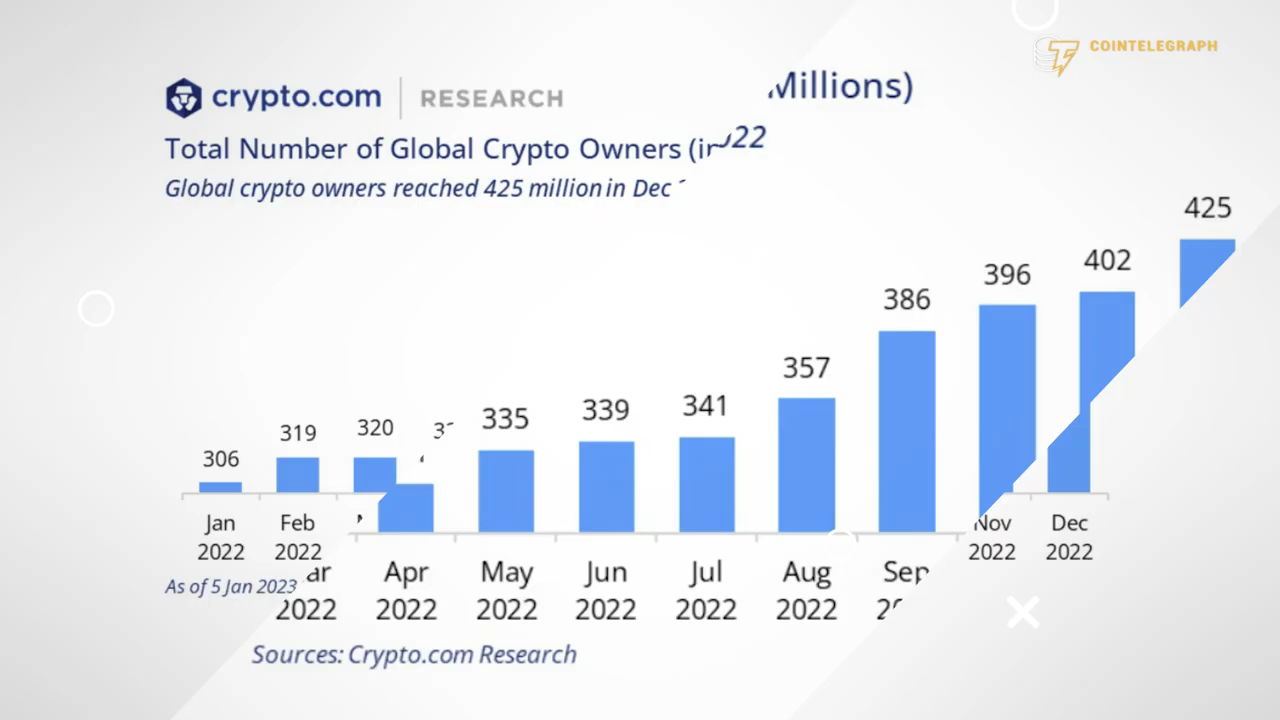 COINTELEGRAPH
crypto.com RESEARCH
Millions)
Total Number of Global Crypto Owners
Global crypto owners reached 425 million in Dec
306
319
320
335
339
341
357
386
396
402
425
Jan
2022
Feb
2022
2022
Apr
2022
May
2022
Jun
2022
Jul
2022
Aug
2022
Sep
Nov
2022
Dec
2022
As of 5 Jan 2023
Sources: Crypto.com Research